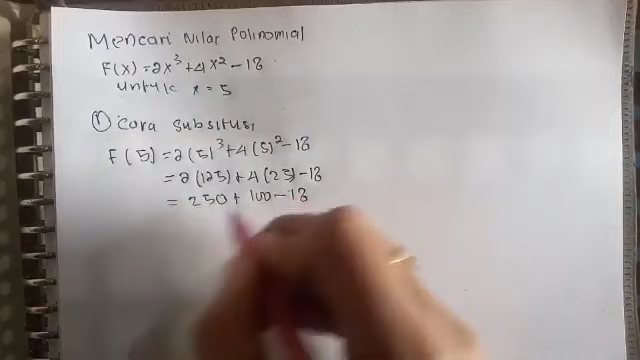 Mencari Nilai Polinomial
F(x) = 2x³ + 4x² - 18
untuk x = 5
① Cara substitusi
F(5) = 2(5)³ + 4(5)² - 18
= 2(125) + 4(25) - 18
= 250 + 100 - 18